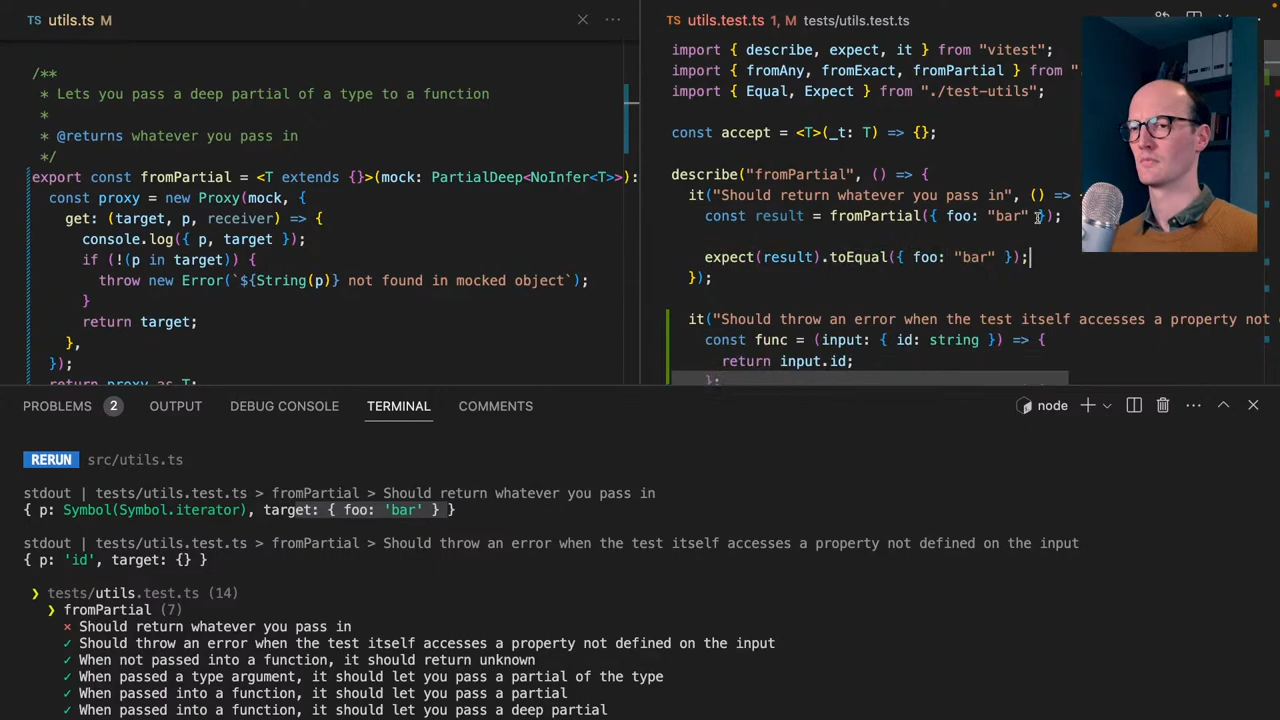 utils.ts M
/**
* Lets you pass a deep partial of a type to a function
*
* @returns whatever you pass in
*/
export const fromPartial = <T extends {}>(mock: PartialDeep<NoInfer<T>>):
const proxy = new Proxy(mock, {
get: (target, p, receiver) => {
console.log({ p, target });
if (!(p in target)) {
throw new Error(`${String(p)} not found in mocked object`);
}
return target;
},
});
return proxy as T;
utils.test.ts 1, M tests/utils.test.ts
import { describe, expect, it } from "vitest";
import { fromAny, fromExact, fromPartial } from "
import { Equal, Expect } from "./test-utils";
const accept = <T>(_t: T) => {};
describe("fromPartial", () => {
it("Should return whatever you pass in", () =>
const result = fromPartial({ foo: "bar" });
expect(result).toEqual({ foo: "bar" });
});
it("Should throw an error when the test itself accesses a property not
const func = (input: { id: string }) => {
return input.id;
};
PROBLEMS 2 OUTPUT DEBUG CONSOLE TERMINAL COMMENTS node
RERUN src/utils.ts
stdout | tests/utils.test.ts > fromPartial > Should return whatever you pass in
{ p: Symbol(Symbol.iterator), target: { foo: 'bar' } }
stdout | tests/utils.test.ts > fromPartial > Should throw an error when the test itself accesses a property not defined on the input
{ p: 'id', target: {} }
❯ tests/utils.test.ts (14)
❯ fromPartial (7)
× Should return whatever you pass in
✓ Should throw an error when the test itself accesses a property not defined on the input
✓ When not passed into a function, it should return unknown
✓ When passed a type argument, it should let you pass a partial of the type
✓ When passed into a function, it should let you pass a partial
✓ When passed into a function, it should let you pass a deep partial